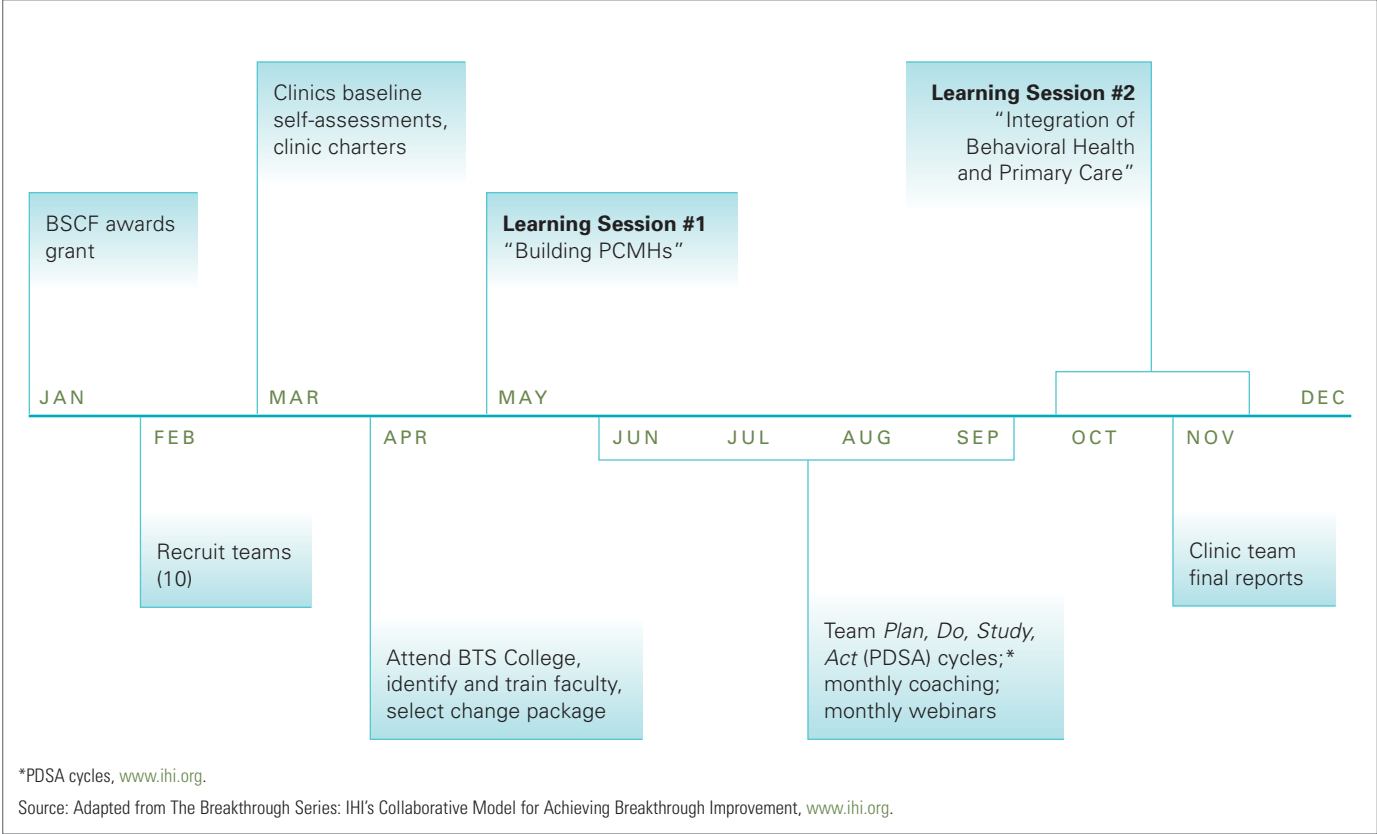 Clinics baseline
self-assessments,
clinic charters
Learning Session #2
“Integration of
Behavioral Health
and Primary Care”
BSCF awards
grant
Learning Session #1
“Building PCMHs”
JAN
MAR
MAY
DEC
FEB
APR
JUN
JUL
AUG
SEP
OCT
NOV
Recruit teams
(10)
Clinic team
final reports
Attend BTS College,
identify and train faculty,
select change package
Team Plan, Do, Study,
Act (PDSA) cycles;*
monthly coaching;
monthly webinars
*PDSA cycles, www.ihi.org.
Source: Adapted from The Breakthrough Series: IHI’s Collaborative Model for Achieving Breakthrough Improvement, www.ihi.org.